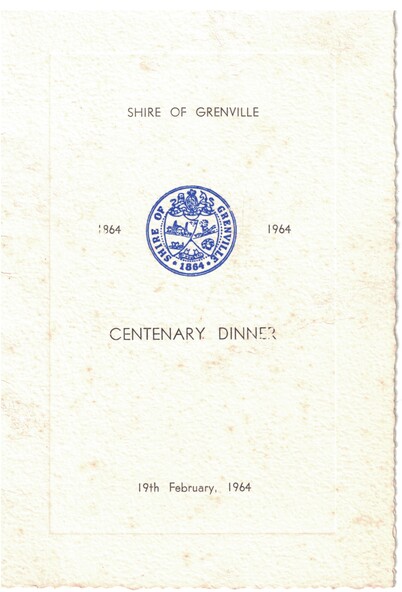 SHIRE OF GRENVILLE
1864
SHIRE OF GRENVILLE
• 1864 •
1964
CENTENARY DINNER
19th February, 1964